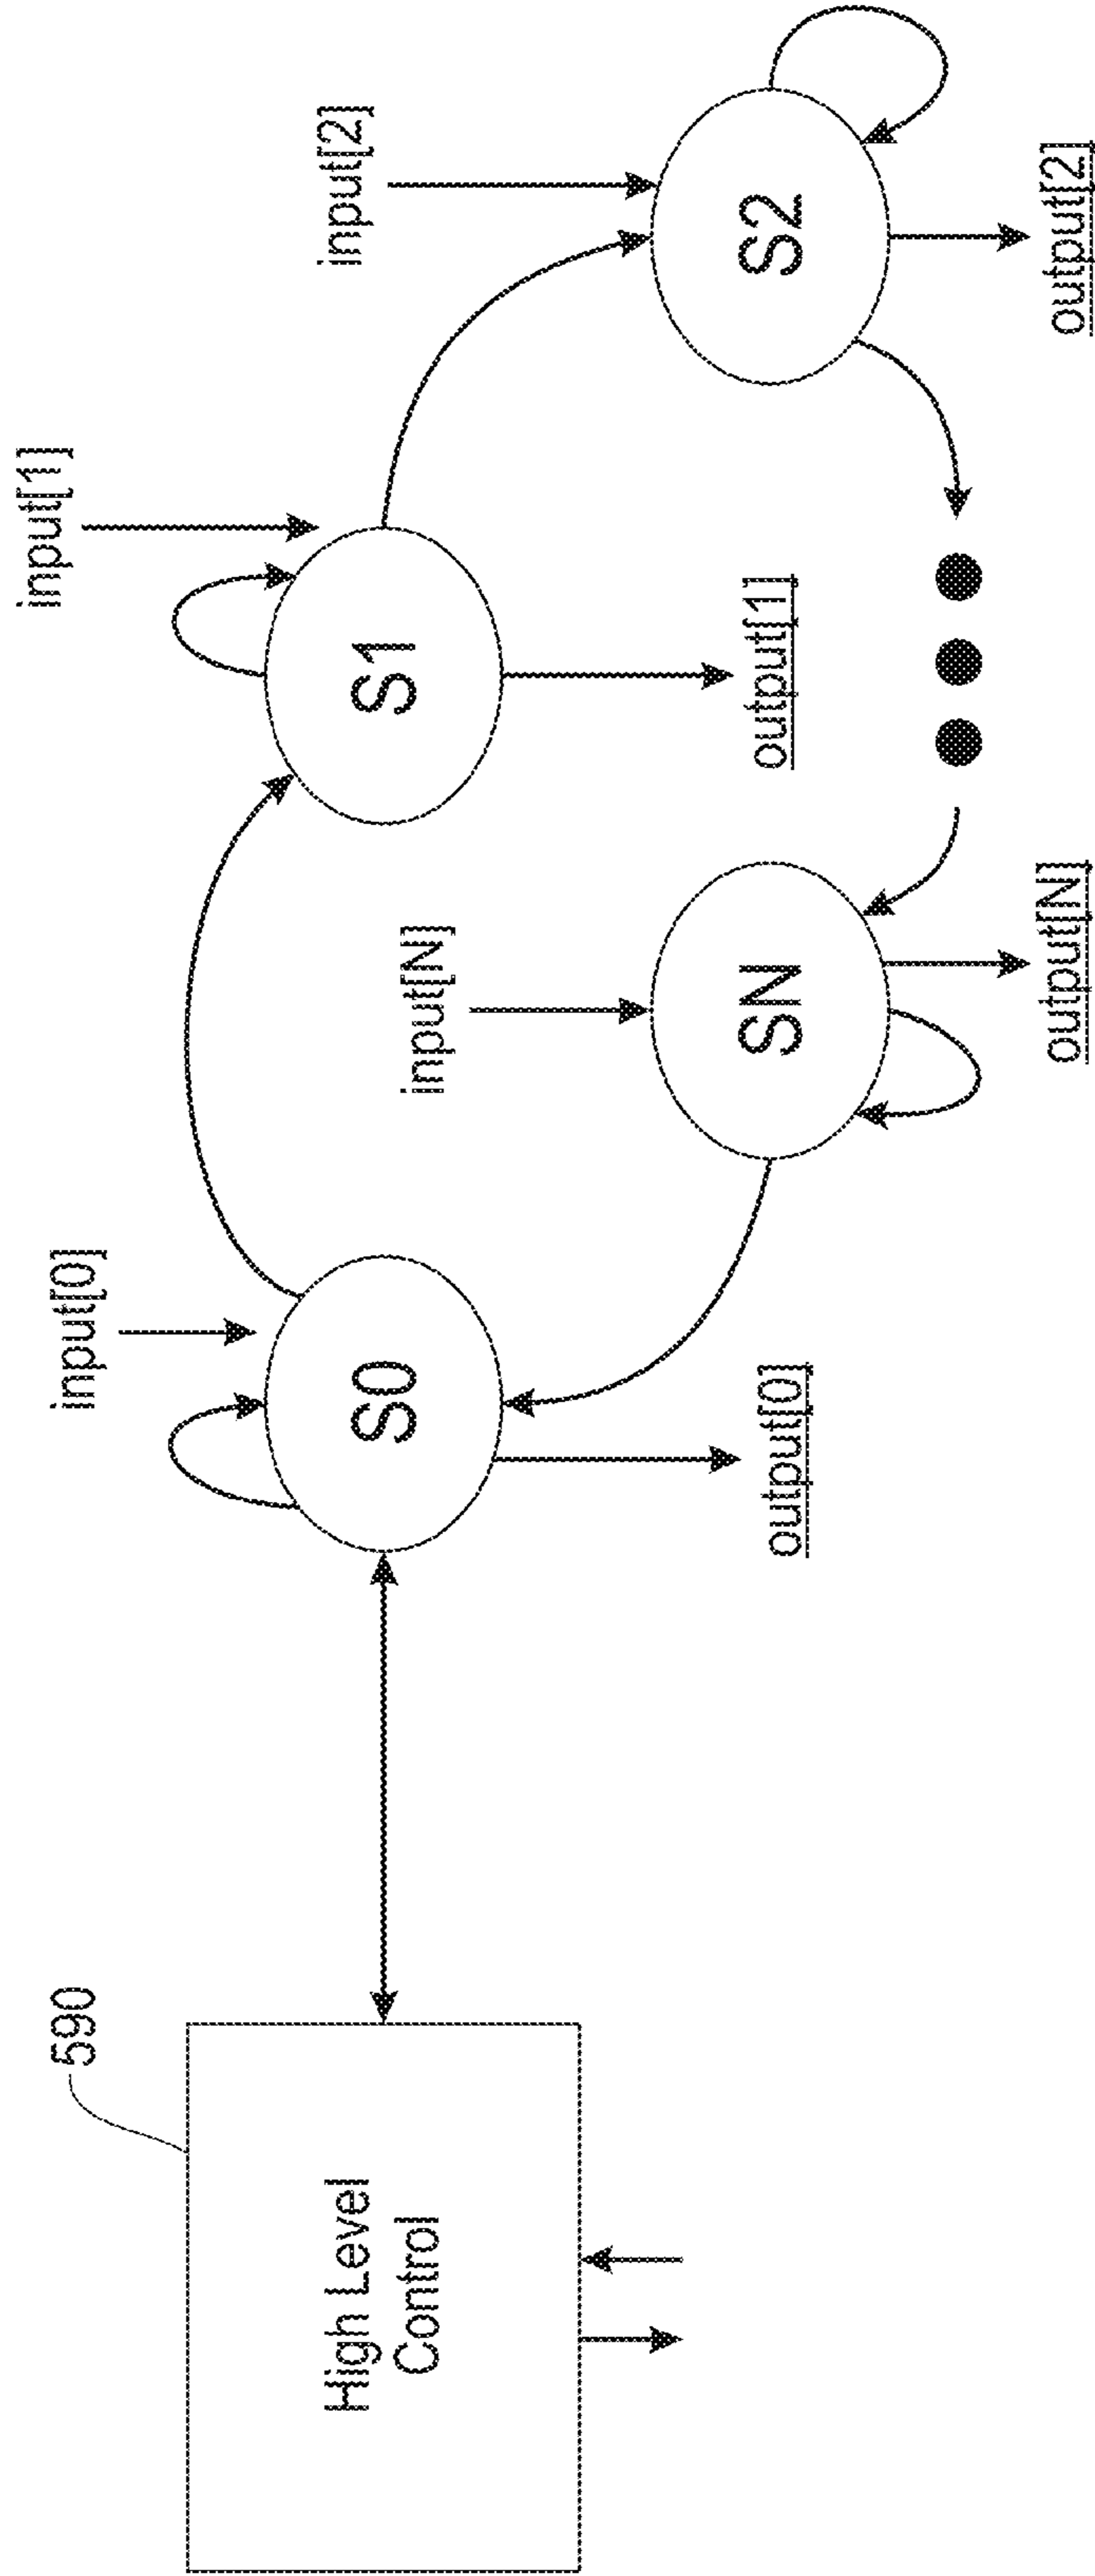 590
High Level
Control
input[0]
S0
output[0]
input[1]
S1
output[1]
input[2]
S2
output[2]
input[N]
SN
output[N]